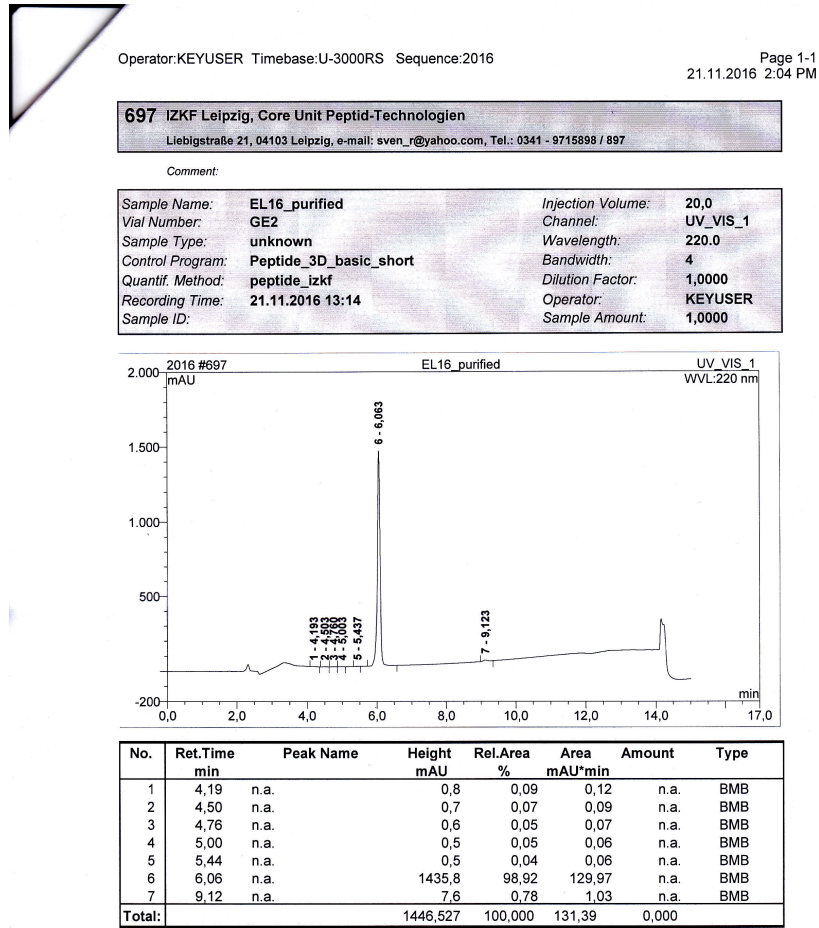 Operator:KEYUSER Timebase:U-3000RS Sequence:2016
Page 1-1
21.11.2016 2:04 PM
697 IZKF Leipzig, Core Unit Peptid-Technologien
Liebigstraße 21, 04103 Leipzig, e-mail: sven_r@yahoo.com, Tel.: 0341 - 9715898 / 897
Comment:
Sample Name: EL16_purified Injection Volume: 20,0
Vial Number: GE2 Channel: UV_VIS_1
Sample Type: unknown Wavelength: 220.0
Control Program: Peptide_3D_basic_short Bandwidth: 4
Quantif. Method: peptide_izkf Dilution Factor: 1,0000
Recording Time: 21.11.2016 13:14 Operator: KEYUSER
Sample ID: Sample Amount: 1,0000
2016 #697 EL16_purified UV_VIS_1
2.000 mAU WVL:220 nm
6 - 6,063
1.500
1.000
500
1 - 4,193
2 - 4,503
3 - 4,760
4 - 5,003
5 - 5,437
7 - 9,123
-200 min
0,0 2,0 4,0 6,0 8,0 10,0 12,0 14,0 17,0
No. Ret.Time Peak Name Height Rel.Area Area Amount Type
min mAU % mAU*min
1 4,19 n.a. 0,8 0,09 0,12 n.a. BMB
2 4,50 n.a. 0,7 0,07 0,09 n.a. BMB
3 4,76 n.a. 0,6 0,05 0,07 n.a. BMB
4 5,00 n.a. 0,5 0,05 0,06 n.a. BMB
5 5,44 n.a. 0,5 0,04 0,06 n.a. BMB
6 6,06 n.a. 1435,8 98,92 129,97 n.a. BMB
7 9,12 n.a. 7,6 0,78 1,03 n.a. BMB
Total: 1446,527 100,000 131,39 0,000